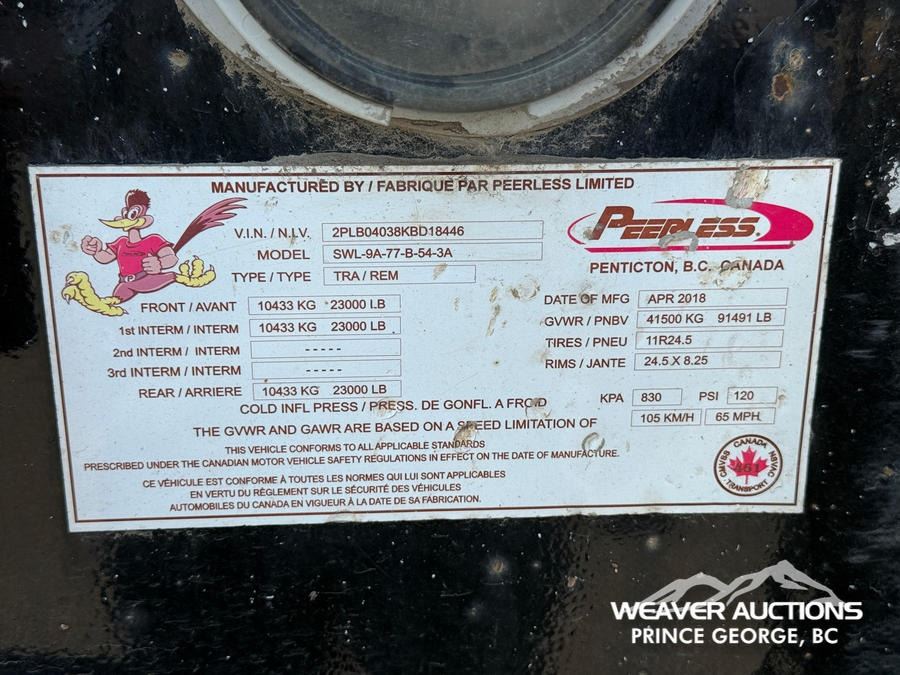 MANUFACTURED BY / FABRIQUE PAR PEERLESS LIMITED
V.I.N. / N.I.V. 2PLB04038KBD18446
MODEL SWL-9A-77-B-54-3A
TYPE / TYPE TRA / REM
PEERLESS®
PENTICTON, B.C. CANADA
FRONT / AVANT 10433 KG 23000 LB
1st INTERM / INTERM 10433 KG 23000 LB
2nd INTERM / INTERM -----
3rd INTERM / INTERM -----
REAR / ARRIERE 10433 KG 23000 LB
DATE OF MFG APR 2018
GVWR / PNBV 41500 KG 91491 LB
TIRES / PNEU 11R24.5
RIMS / JANTE 24.5 X 8.25
COLD INFL PRESS / PRESS. DE GONFL. A FROID KPA 830 PSI 120
THE GVWR AND GAWR ARE BASED ON A SPEED LIMITATION OF 105 KM/H 65 MPH
THIS VEHICLE CONFORMS TO ALL APPLICABLE STANDARDS
PRESCRIBED UNDER THE CANADIAN MOTOR VEHICLE SAFETY REGULATIONS IN EFFECT ON THE DATE OF MANUFACTURE.
CE VÉHICULE EST CONFORME À TOUTES LES NORMES QUI LUI SONT APPLICABLES
EN VERTU DU RÈGLEMENT SUR LE SÉCURITÉ DES VÉHICULES
AUTOMOBILES DU CANADA EN VIGUEUR À LA DATE DE SA FABRICATION.
CANADA
CMVSS NSVAC
461
TRANSPORT
WEAVER AUCTIONS
PRINCE GEORGE, BC